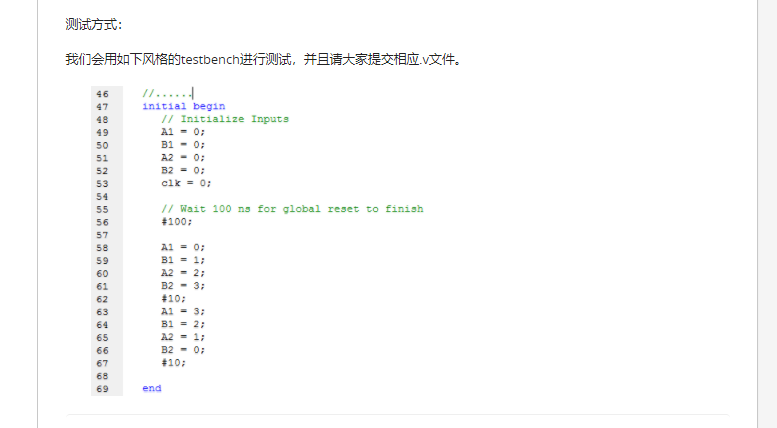 测试方式：
我们会用如下风格的testbench进行测试，并且请大家提交相应.v文件。
46 //......
47 initial begin
48 // Initialize Inputs
49 A1 = 0;
50 B1 = 0;
51 A2 = 0;
52 B2 = 0;
53 clk = 0;
54
55 // Wait 100 ns for global reset to finish
56 #100;
57
58 A1 = 0;
59 B1 = 1;
60 A2 = 2;
61 B2 = 3;
62 #10;
63 A1 = 3;
64 B1 = 2;
65 A2 = 1;
66 B2 = 0;
67 #10;
68
69 end